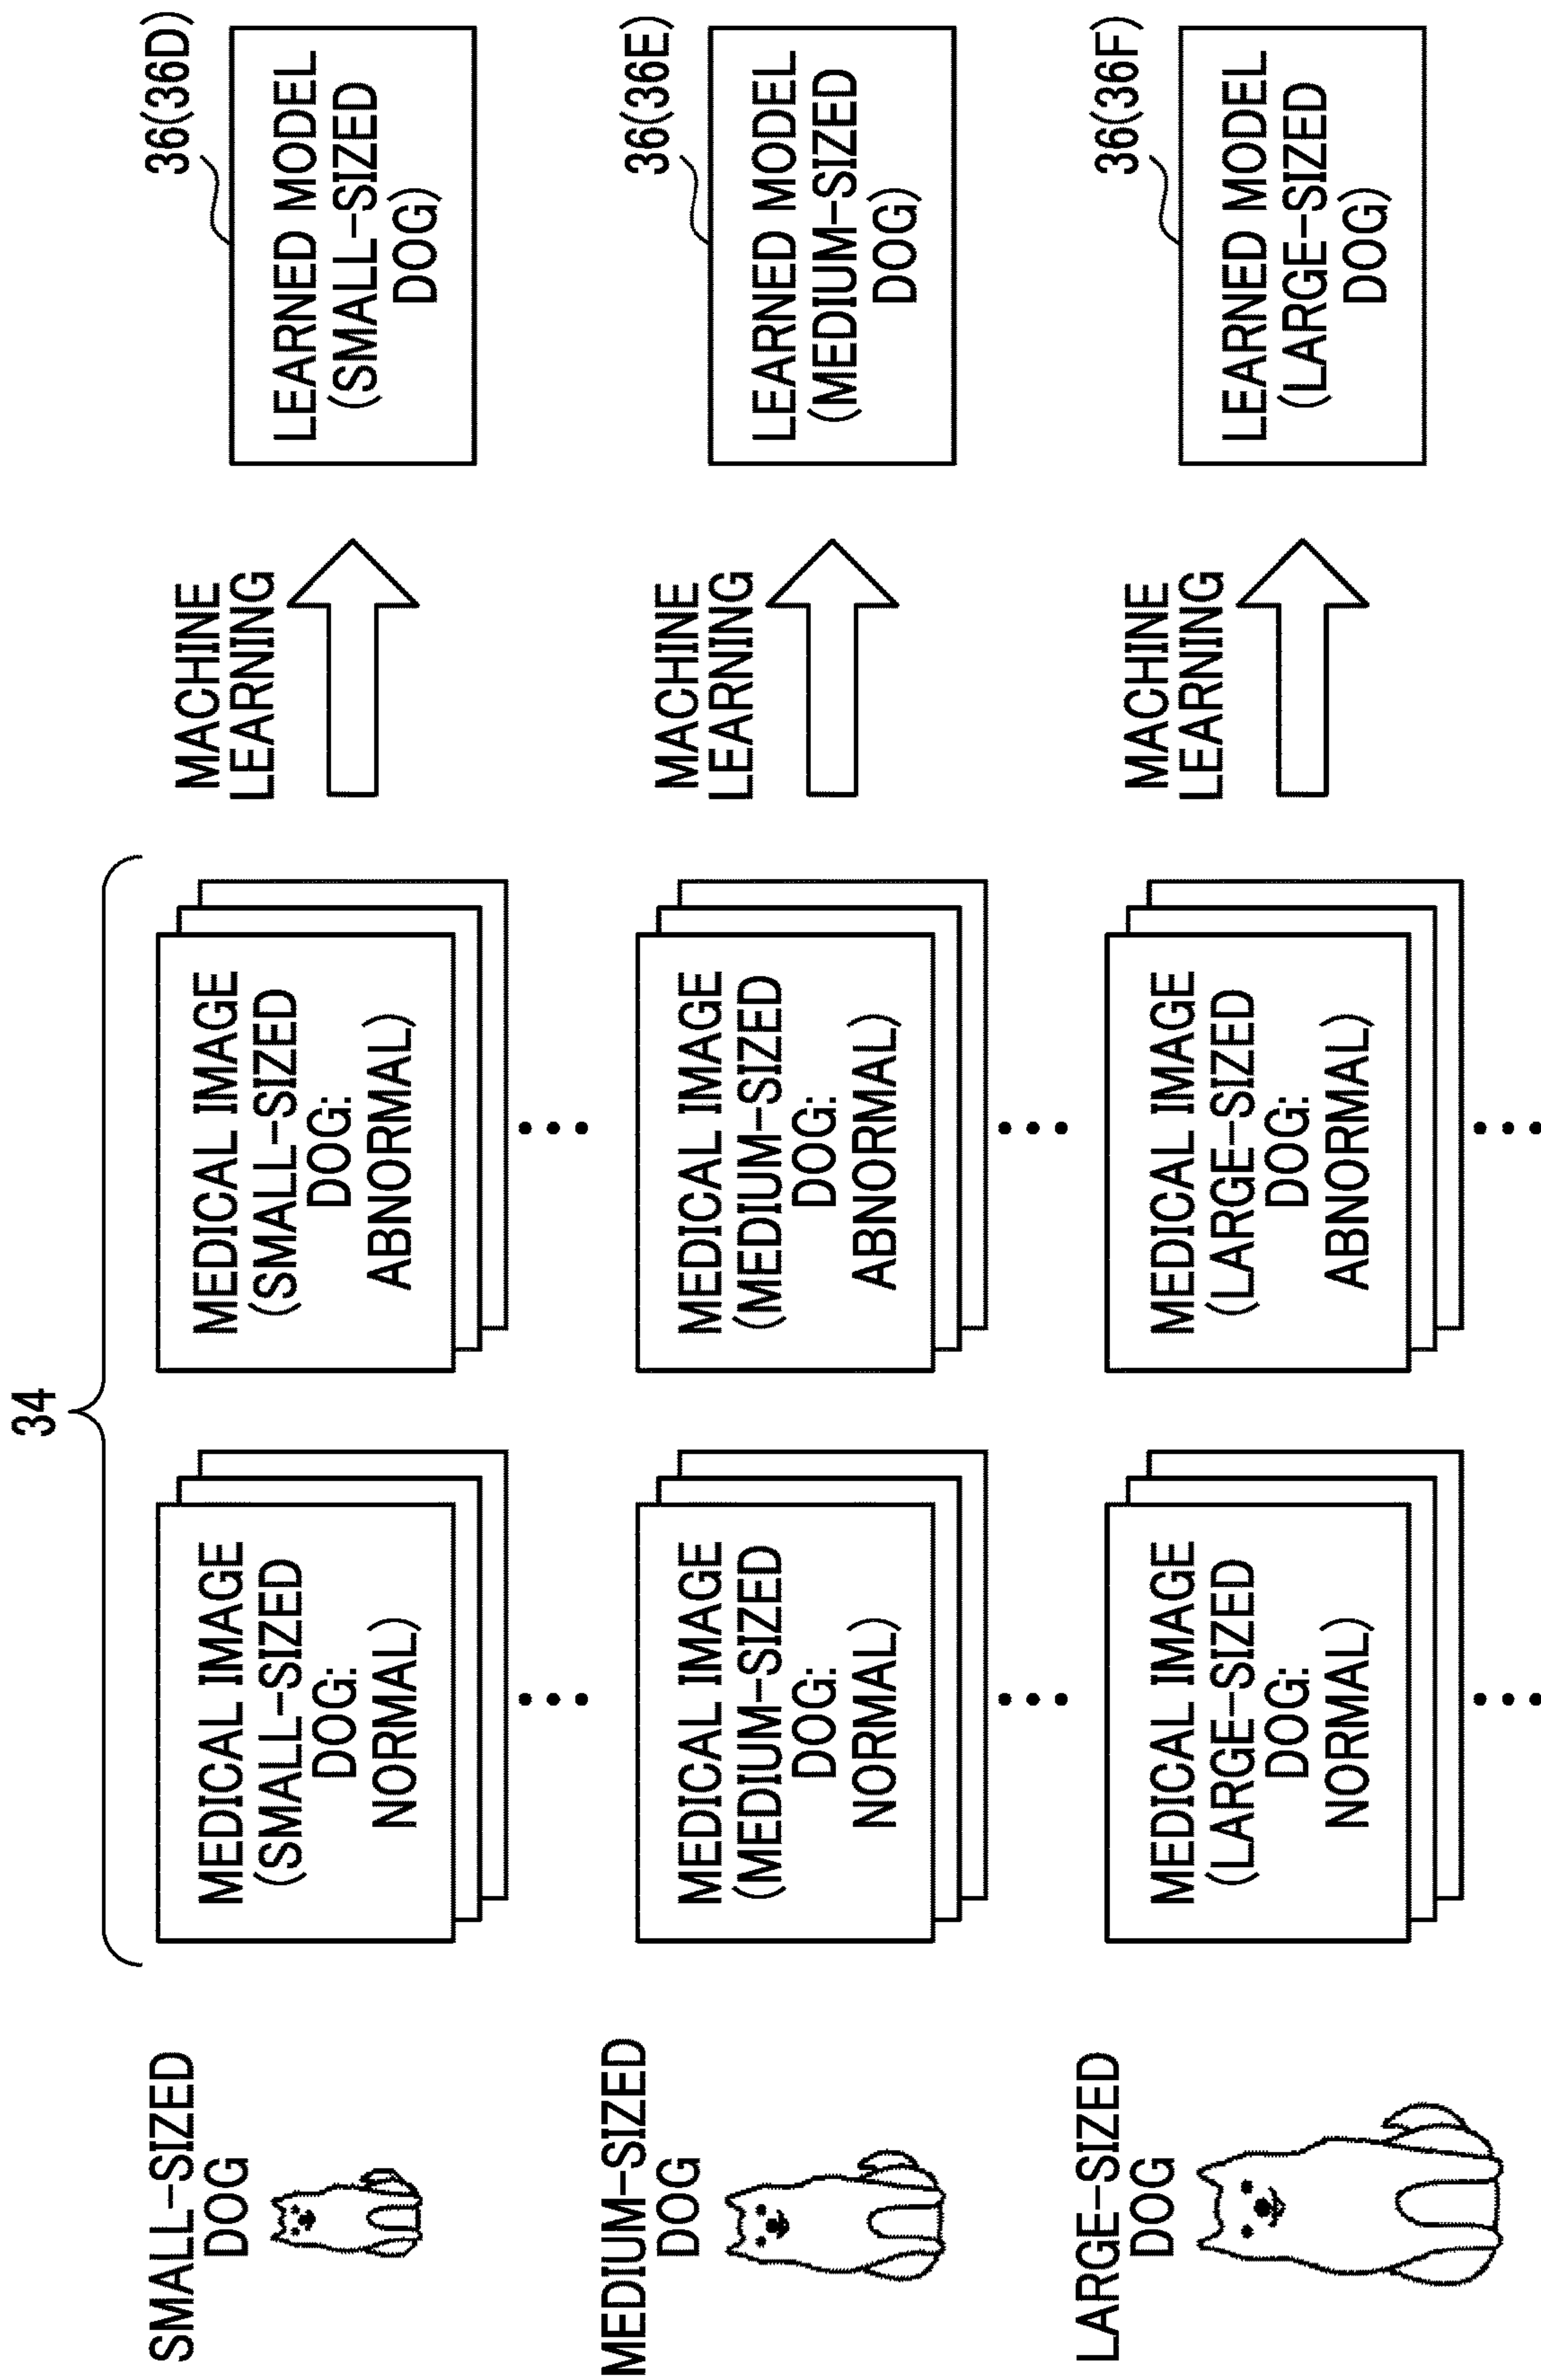 34
SMALL-SIZED
DOG
MEDICAL IMAGE
(SMALL-SIZED
DOG:
NORMAL)
MEDICAL IMAGE
(SMALL-SIZED
DOG:
ABNORMAL)
MACHINE
LEARNING
36(36D)
LEARNED MODEL
(SMALL-SIZED
DOG)
MEDIUM-SIZED
DOG
MEDICAL IMAGE
(MEDIUM-SIZED
DOG:
NORMAL)
MEDICAL IMAGE
(MEDIUM-SIZED
DOG:
ABNORMAL)
MACHINE
LEARNING
36(36E)
LEARNED MODEL
(MEDIUM-SIZED
DOG)
LARGE-SIZED
DOG
MEDICAL IMAGE
(LARGE-SIZED
DOG:
NORMAL)
MEDICAL IMAGE
(LARGE-SIZED
DOG:
ABNORMAL)
MACHINE
LEARNING
36(36F)
LEARNED MODEL
(LARGE-SIZED
DOG)